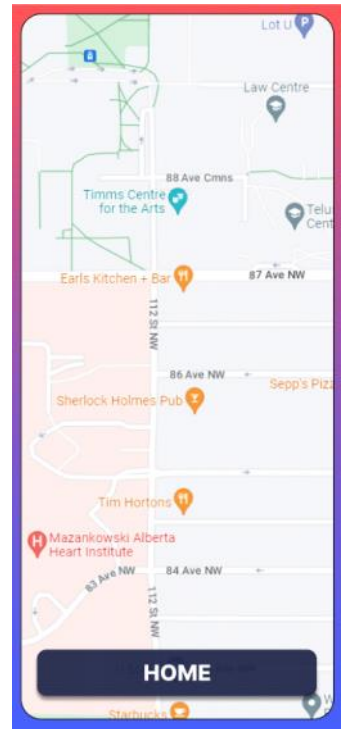 Lot U
P
Law Centre
88 Ave Cmns
Timms Centre
for the Arts
Telu
Cent
Earls Kitchen + Bar
87 Ave NW
112 St NW
86 Ave NW
Sepp's Pizz
Sherlock Holmes Pub
Tim Hortons
H
Mazankowski Alberta
Heart Institute
83 Ave NW
84 Ave NW
112 St NW
HOME
Starbucks